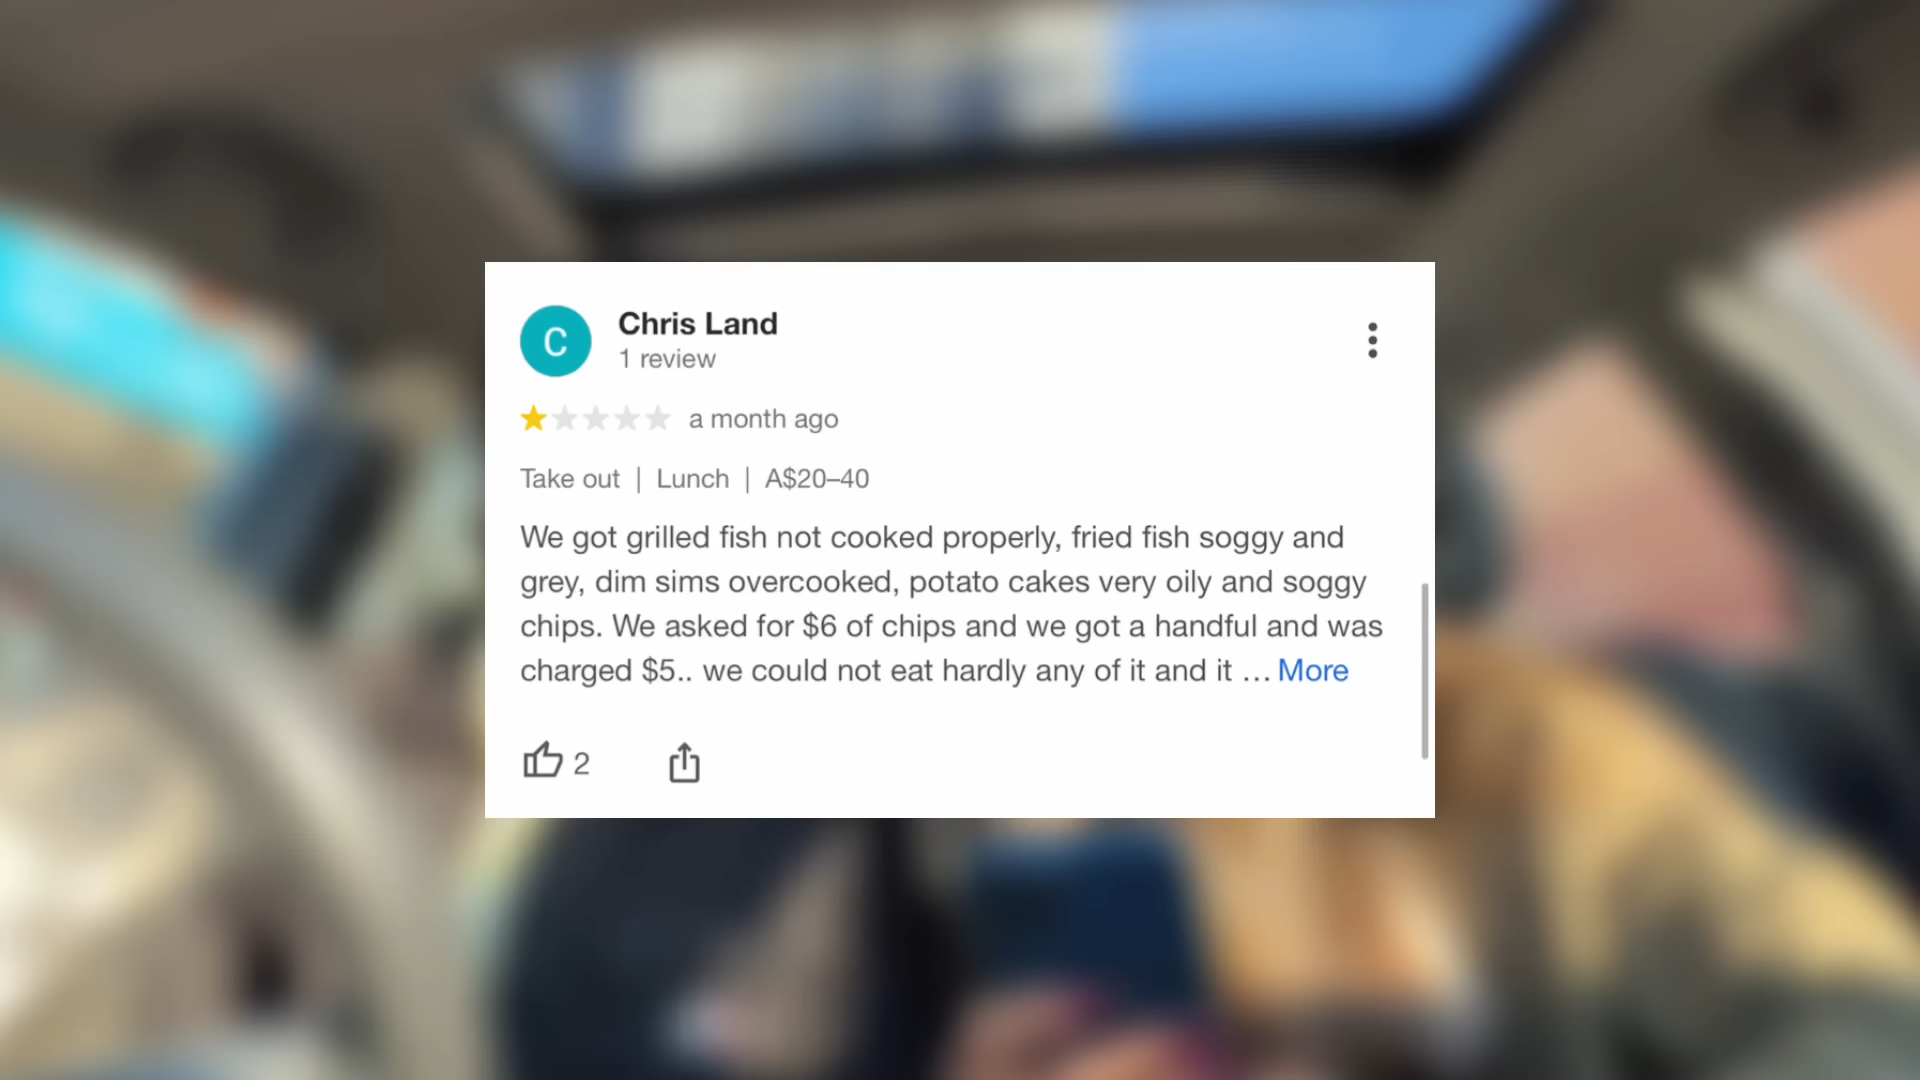 C
Chris Land
1 review
a month ago
Take out | Lunch | A$20–40
We got grilled fish not cooked properly, fried fish soggy and
grey, dim sims overcooked, potato cakes very oily and soggy
chips. We asked for $6 of chips and we got a handful and was
charged $5.. we could not eat hardly any of it and it … More
2